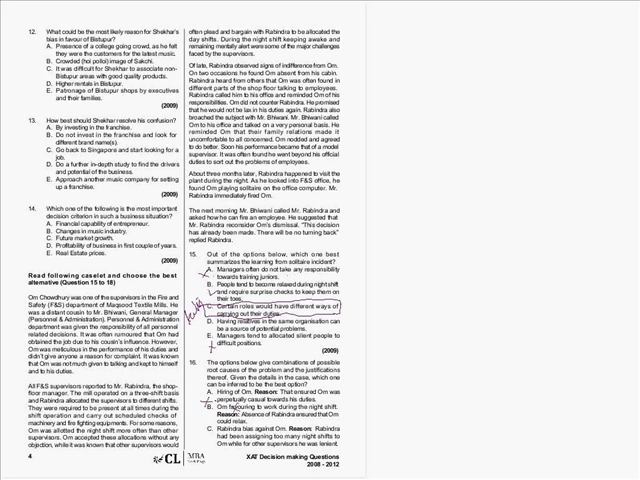 12. What could be the most likely reason for Shekhar's
bias in favour of Bistupur?
A. Presence of a college going crowd, as he felt
they were the customers for the latest music.
B. Crowded (hoi polloi) image of Sakchi.
C. It was difficult for Shekhar to associate non-
Bistupur areas with good quality products.
D. Higher rentals in Bistupur.
E. Patronage of Bistupur shops by executives
and their families.
(2009)
13. How best should Shekhar resolve his confusion?
A. By investing in the franchise.
B. Do not invest in the franchise and look for
different brand name(s).
C. Go back to Singapore and start looking for a
job.
D. Do a further in-depth study to find the drivers
and potential of the business.
E. Approach another music company for setting
up a franchise.
(2009)
14. Which one of the following is the most important
decision criterion in such a business situation?
A. Financial capability of entrepreneur.
B. Changes in music industry.
C. Future market growth.
D. Profitability of business in first couple of years.
E. Real Estate prices.
(2009)
Read following caselet and choose the best
alternative (Question 15 to 18)
Om Chowdhury was one of the supervisors in the Fire and
Safety (F&S) department of Maqsood Textile Mills. He
was a distant cousin to Mr. Bhiwani, General Manager
(Personnel & Administration). Personnel & Administration
department was given the responsibility of all personnel
related decisions. It was often rumoured that Om had
obtained the job due to his cousin's influence. However,
Om was meticulous in the performance of his duties and
didn't give anyone a reason for complaint. It was known
that Om was not much given to talking and kept to himself
and to his duties.
All F&S supervisors reported to Mr. Rabindra, the shop-
floor manager. The mill operated on a three-shift basis
and Rabindra allocated the supervisors to different shifts.
They were required to be present at all times during the
shift operation and carry out scheduled checks of
machinery and fire fighting equipments. For some reasons,
Om was allotted the night shift more often than other
supervisors. Om accepted these allocations without any
objection, while it was known that other supervisors would
4
often plead and bargain with Rabindra to be allocated the
day shifts. During the night shift keeping awake and
remaining mentally alert were some of the major challenges
faced by the supervisors.
Of late, Rabindra observed signs of indifference from Om.
On two occasions he found Om absent from his cabin.
Rabindra heard from others that Om was often found in
different parts of the shop floor talking to employees.
Rabindra called him to his office and reminded Om of his
responsibilities. Om did not counter Rabindra. He promised
that he would not be lax in his duties again. Rabindra also
broached the subject with Mr. Bhiwani. Mr. Bhiwani called
Om to his office and talked on a very personal basis. He
reminded Om that their family relations made it
uncomfortable to all concerned. Om nodded and agreed
to do better. Soon his performance became that of a model
supervisor. It was often found he went beyond his official
duties to sort out the problems of employees.
About three months later, Rabindra happened to visit the
plant during the night. As he looked into F&S office, he
found Om playing solitaire on the office computer. Mr.
Rabindra immediately fired Om.
The next morning Mr. Bhiwani called Mr. Rabindra and
asked how can he fire an employee. He suggested that
Mr. Rabindra reconsider Om's dismissal. "This decision
has already been made. There will be no turning back"
replied Rabindra.
15. Out of the options below, which one best
summarizes the learning from solitaire incident?
A. Managers often do not take any responsibility
towards training juniors.
B. People tend to become relaxed during night shift
and require surprise checks to keep them on
their toes.
C. Certain roles would have different ways of
carrying out their duties.
D. Having relatives in the same organisation can
be a source of potential problems.
E. Managers tend to allocated silent people to
difficult positions.
(2009)
16. The options below give combinations of possible
root causes of the problem and the justifications
thereof. Given the details in the case, which one
can be inferred to be the best option?
A. Hiring of Om. Reason: That ensured Om was
perpetually casual towards his duties.
B. Om favouring to work during the night shift.
Reason: Absence of Rabindra ensured that Om
could relax.
C. Rabindra bias against Om. Reason: Rabindra
had been assigning too many night shifts to
Om while for other supervisors he was lenient.
CL MBA
XAT Decision making Questions
2008 - 2012